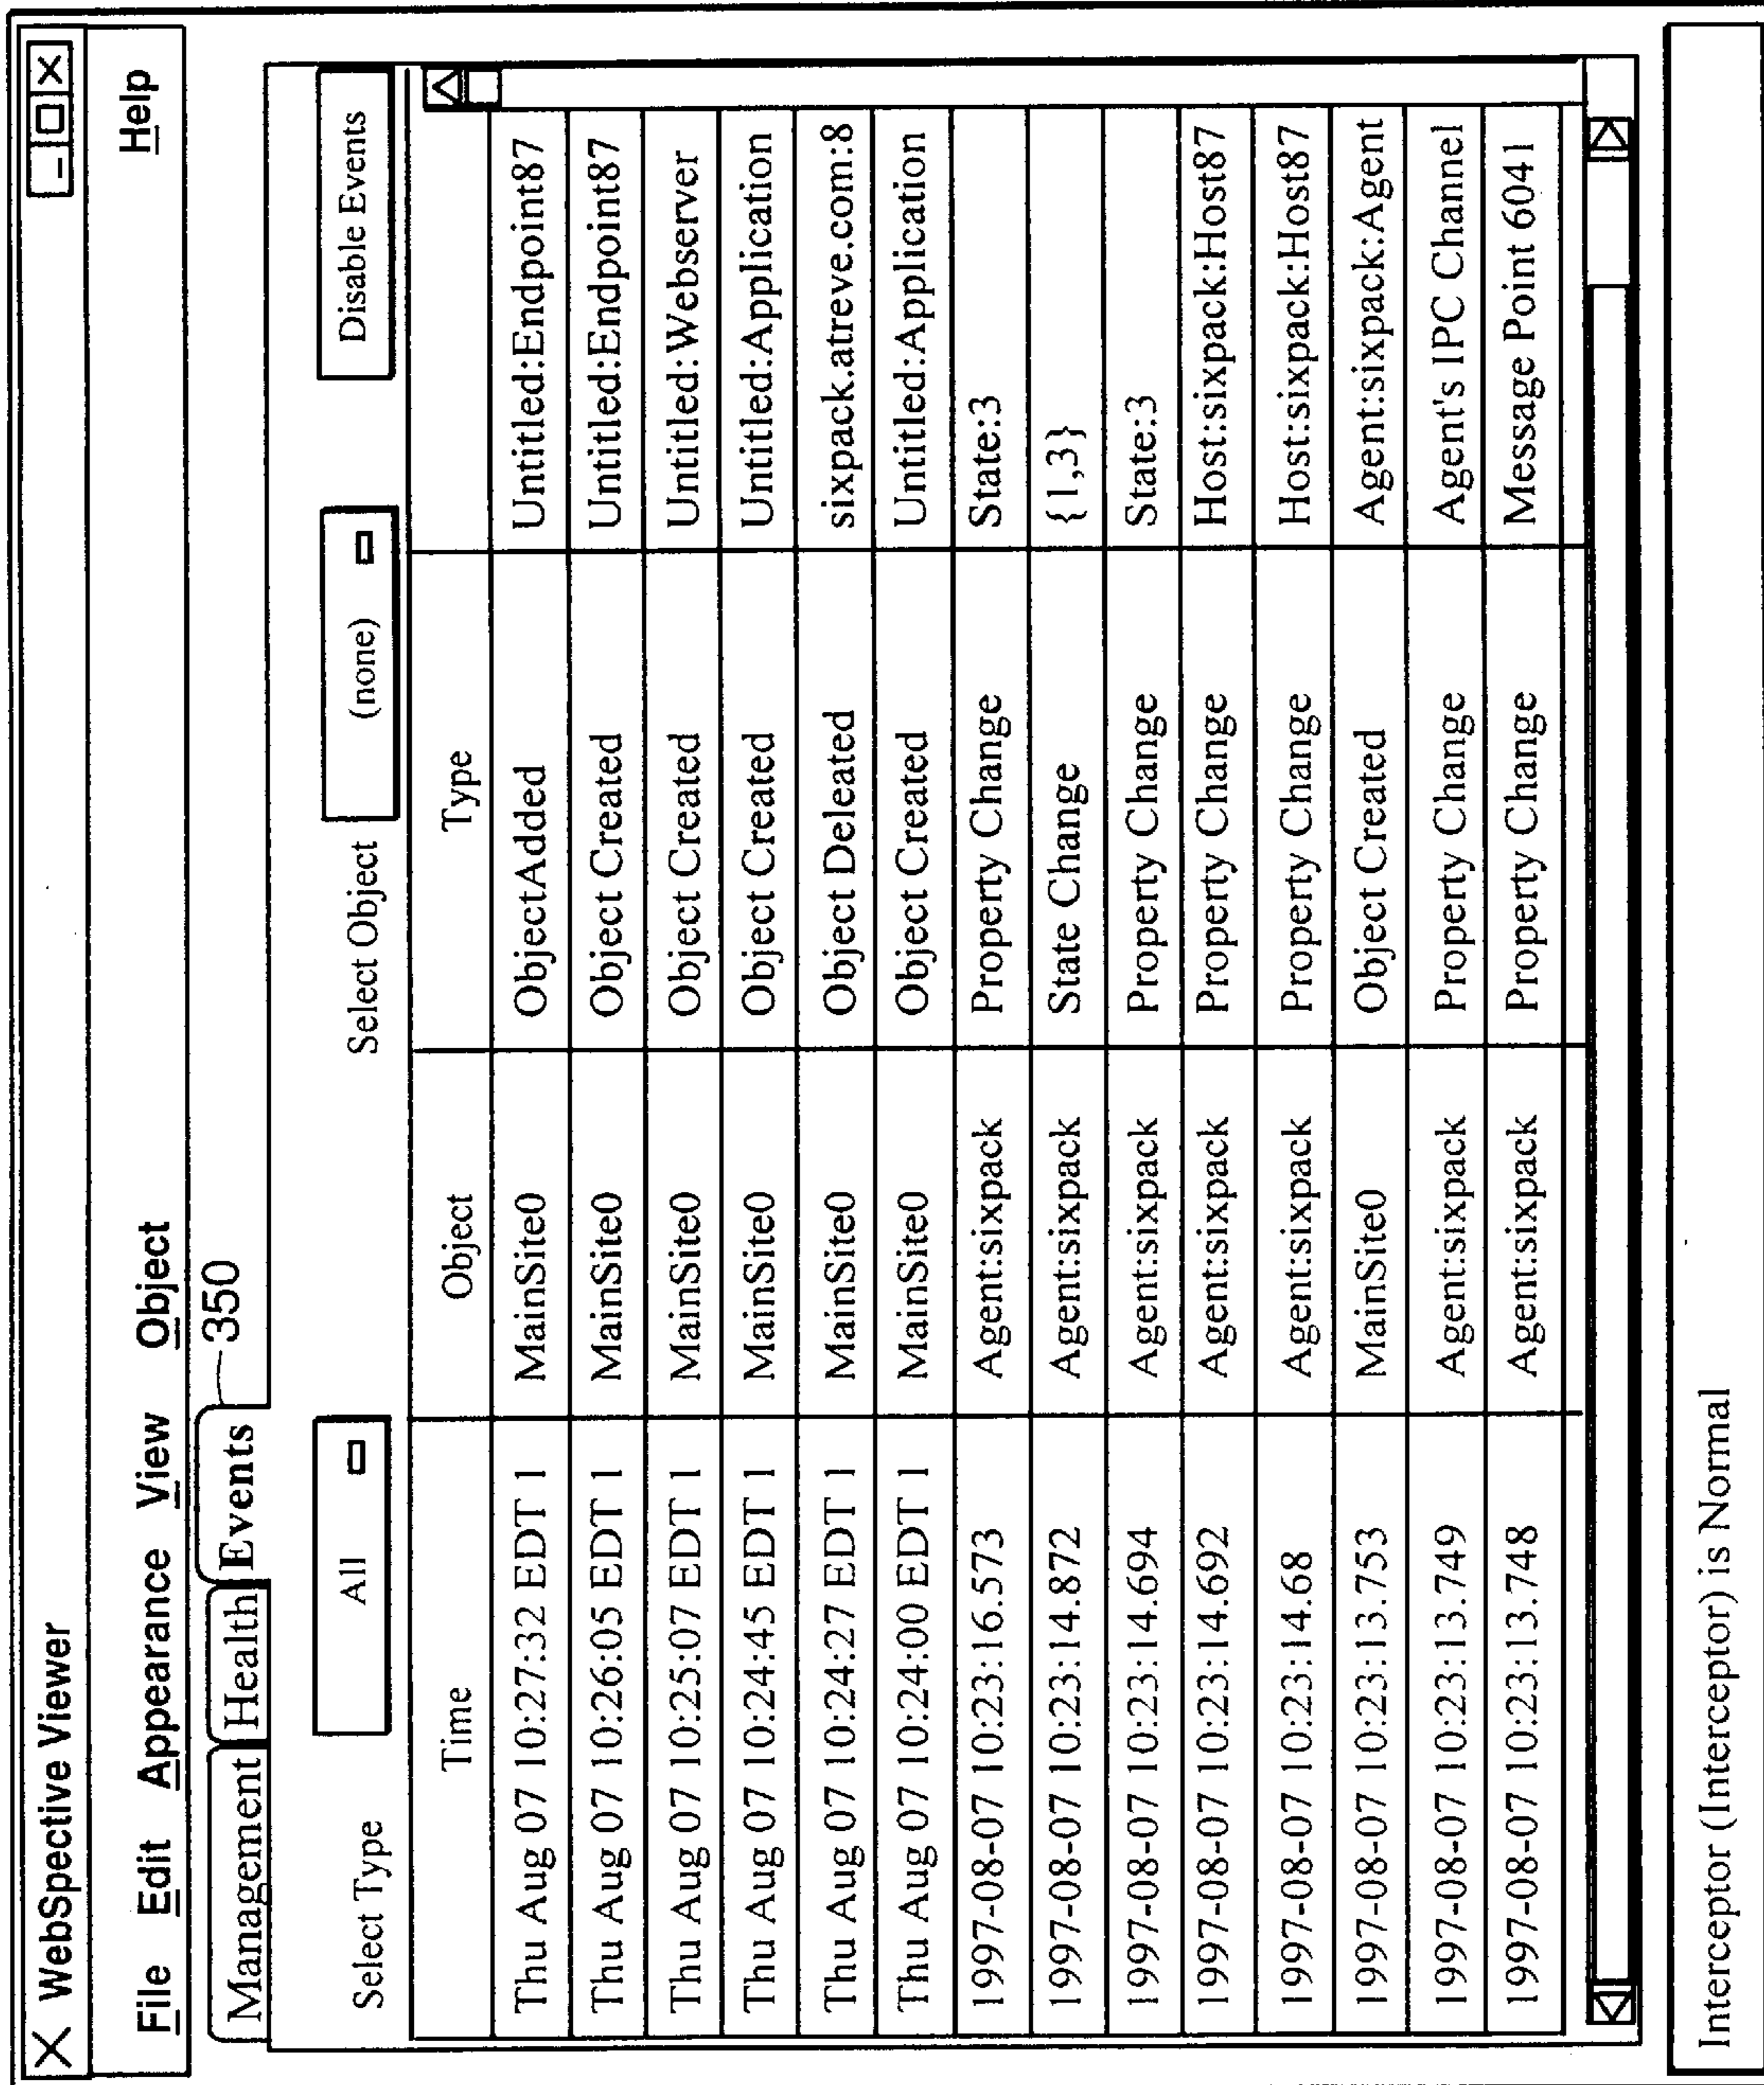 WebSpective Viewer
File Edit Appearance View Object Help
Management Health Events 350
Select Type All Select Object (none) Disable Events
Time Object Type
Thu Aug 07 10:27:32 EDT 1 MainSite0 ObjectAdded Untitled:Endpoint87
Thu Aug 07 10:26:05 EDT 1 MainSite0 Object Created Untitled:Endpoint87
Thu Aug 07 10:25:07 EDT 1 MainSite0 Object Created Untitled:Webserver
Thu Aug 07 10:24:45 EDT 1 MainSite0 Object Created Untitled:Application
Thu Aug 07 10:24:27 EDT 1 MainSite0 Object Deleated sixpack.atreve.com:8
Thu Aug 07 10:24:00 EDT 1 MainSite0 Object Created Untitled:Application
1997-08-07 10:23:16.573 Agent:sixpack Property Change State:3
1997-08-07 10:23:14.872 Agent:sixpack State Change {1,3}
1997-08-07 10:23:14.694 Agent:sixpack Property Change State:3
1997-08-07 10:23:14.692 Agent:sixpack Property Change Host:sixpack:Host87
1997-08-07 10:23:14.68 Agent:sixpack Property Change Host:sixpack:Host87
1997-08-07 10:23:13.753 MainSite0 Object Created Agent:sixpack:Agent
1997-08-07 10:23:13.749 Agent:sixpack Property Change Agent's IPC Channel
1997-08-07 10:23:13.748 Agent:sixpack Property Change Message Point 6041
Interceptor (Interceptor) is Normal